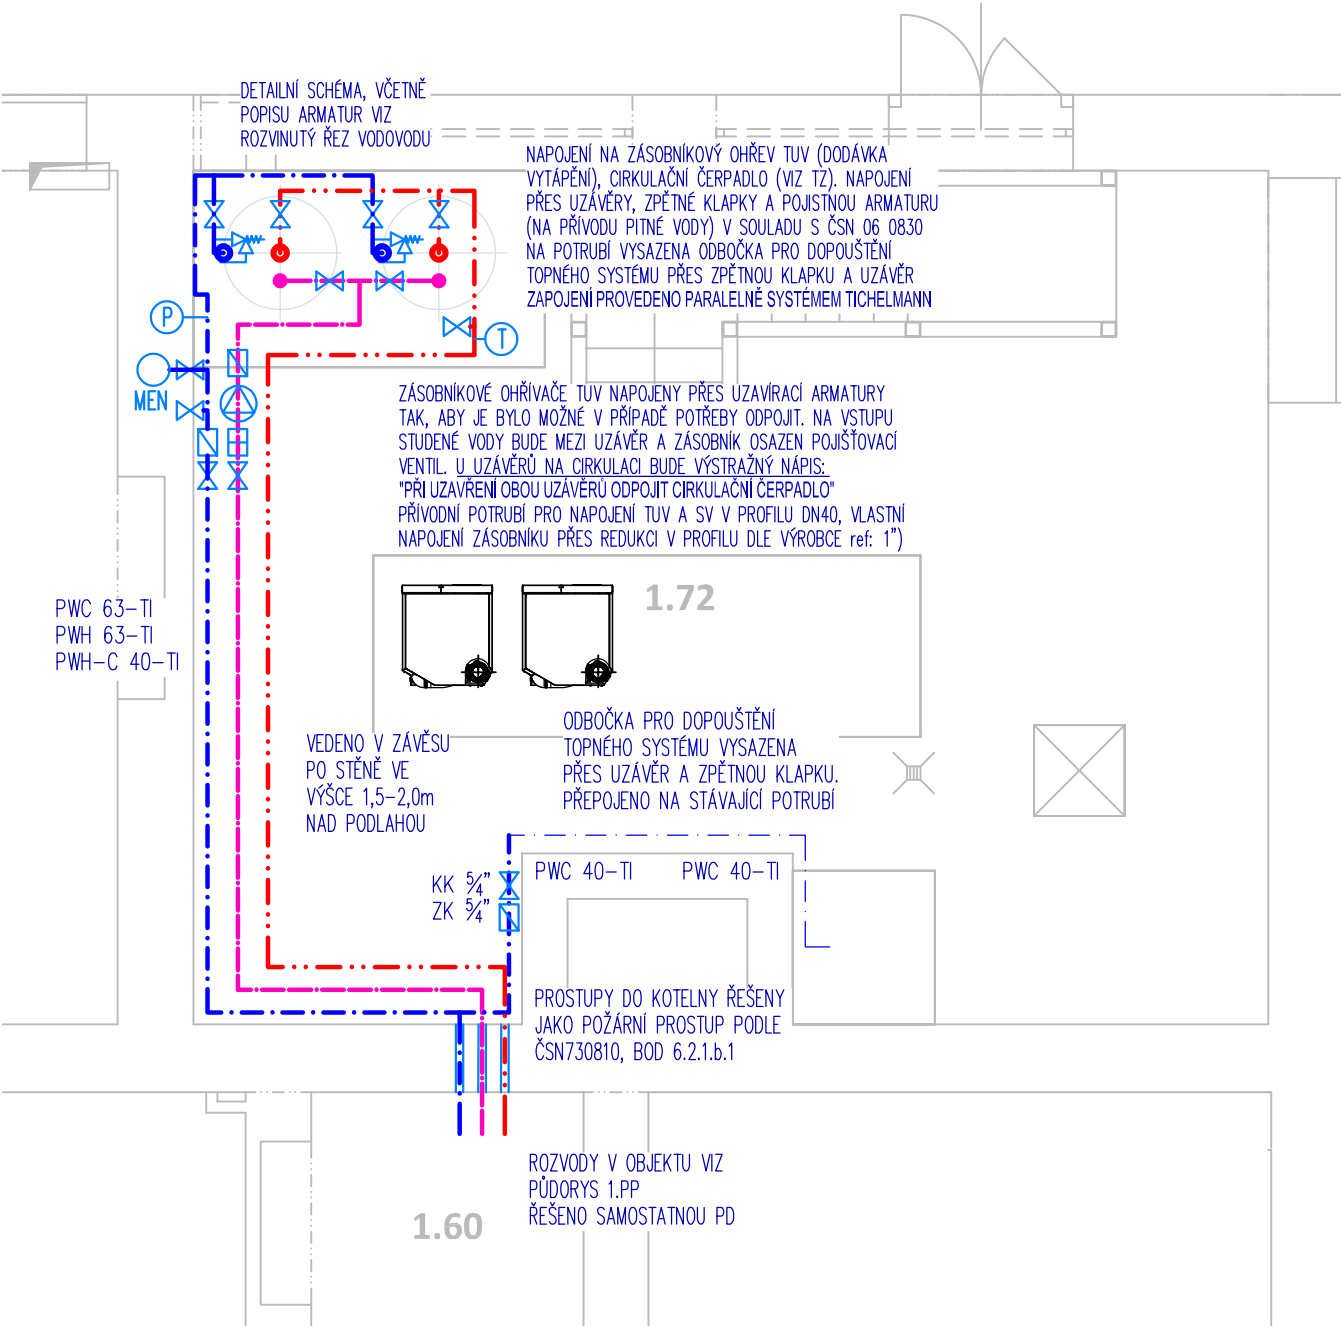 DETAILNÍ SCHÉMA, VČETNĚ
POPISU ARMATUR VIZ
ROZVINUTÝ ŘEZ VODOVODU
NAPOJENÍ NA ZÁSOBNÍKOVÝ OHŘEV TUV (DODÁVKA
VYTÁPĚNÍ), CIRKULAČNÍ ČERPADLO (VIZ TZ). NAPOJENÍ
PŘES UZÁVĚRY, ZPĚTNÉ KLAPKY A POJISTNOU ARMATURU
(NA PŘÍVODU PITNÉ VODY) V SOULADU S ČSN 06 0830
NA POTRUBÍ VYSAZENA ODBOČKA PRO DOPOUŠTĚNÍ
TOPNÉHO SYSTÉMU PŘES ZPĚTNOU KLAPKU A UZÁVĚR
ZAPOJENÍ PROVEDENO PARALELNĚ SYSTÉMEM TICHELMANN
P
T
MEN
ZÁSOBNÍKOVÉ OHŘÍVAČE TUV NAPOJENY PŘES UZAVÍRACÍ ARMATURY
TAK, ABY JE BYLO MOŽNÉ V PŘÍPADĚ POTŘEBY ODPOJIT. NA VSTUPU
STUDENÉ VODY BUDE MEZI UZÁVĚR A ZÁSOBNÍK OSAZEN POJIŠŤOVACÍ
VENTIL. U UZÁVĚRŮ NA CIRKULACI BUDE VÝSTRAŽNÝ NÁPIS:
"PŘI UZAVŘENÍ OBOU UZÁVĚRŮ ODPOJIT CIRKULAČNÍ ČERPADLO"
PŘÍVODNÍ POTRUBÍ PRO NAPOJENÍ TUV A SV V PROFILU DN40, VLASTNÍ
NAPOJENÍ ZÁSOBNÍKU PŘES REDUKCI V PROFILU DLE VÝROBCE ref: 1")
1.72
PWC 63-TI
PWH 63-TI
PWH-C 40-TI
VEDENO V ZÁVĚSU
PO STĚNĚ VE
VÝŠCE 1,5-2,0m
NAD PODLAHOU
ODBOČKA PRO DOPOUŠTĚNÍ
TOPNÉHO SYSTÉMU VYSAZENA
PŘES UZÁVĚR A ZPĚTNOU KLAPKU.
PŘEPOJENO NA STÁVAJÍCÍ POTRUBÍ
PWC 40-TI PWC 40-TI
KK 5/4"
ZK 5/4"
PROSTUPY DO KOTELNY ŘEŠENY
JAKO POŽÁRNÍ PROSTUP PODLE
ČSN730810, BOD 6.2.1.b.1
ROZVODY V OBJEKTU VIZ
PŮDORYS 1.PP
ŘEŠENO SAMOSTATNOU PD
1.60